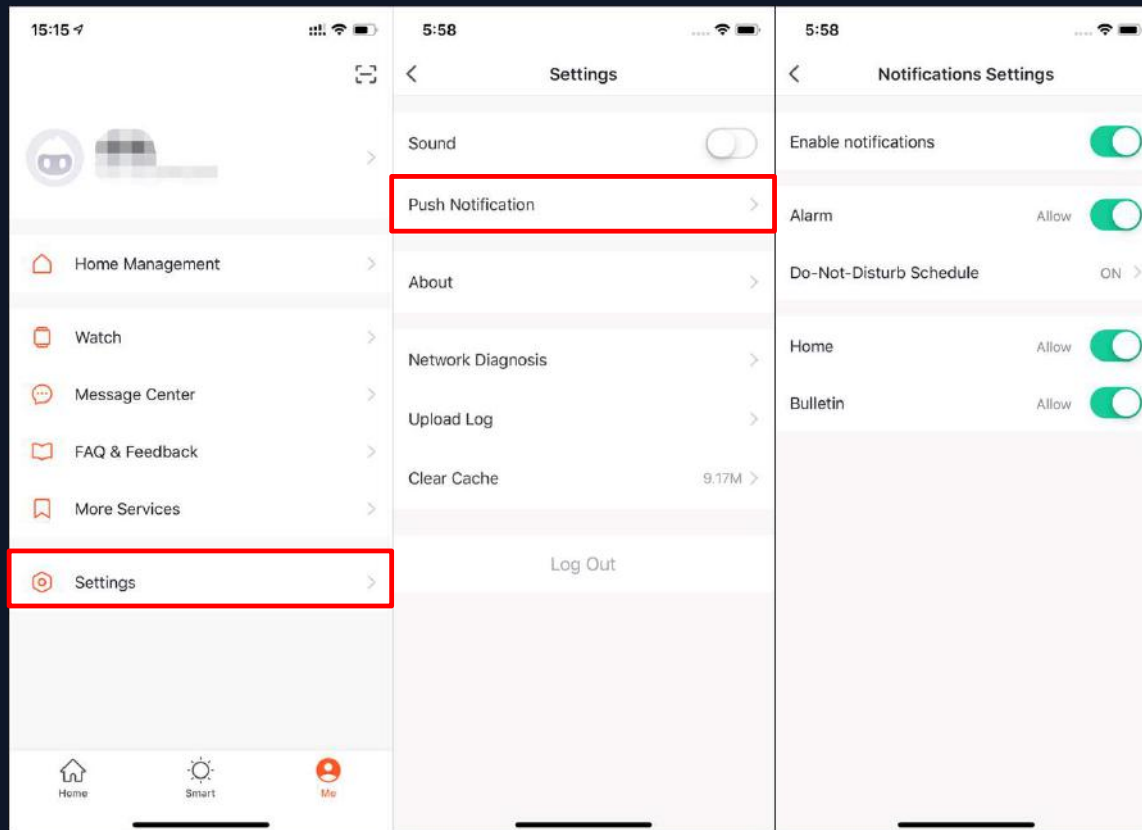 15:15
Home Management
Watch
Message Center
FAQ & Feedback
More Services
Settings
Home
Smart
Me
5:58
Settings
Sound
Push Notification
About
Network Diagnosis
Upload Log
Clear Cache 9.17M
Log Out
5:58
Notifications Settings
Enable notifications
Alarm Allow
Do-Not-Disturb Schedule ON
Home Allow
Bulletin Allow